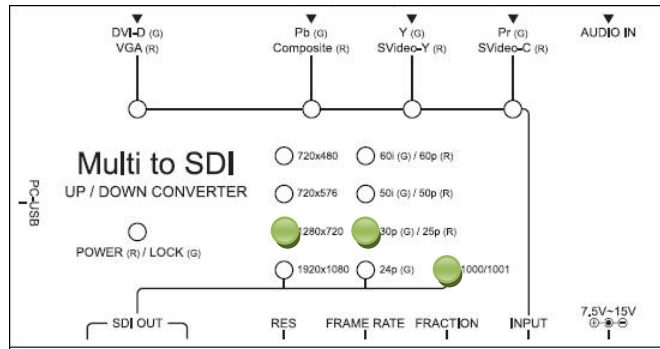 DVI-D (G)
VGA (R)
Pb (G)
Composite (R)
Y (G)
SVideo-Y (R)
Pr (G)
SVideo-C (R)
AUDIO IN
Multi to SDI
UP / DOWN CONVERTER
PC-USB
POWER (R) / LOCK (G)
720x480
60i (G) / 60p (R)
720x576
50i (G) / 50p (R)
1280x720
30p (G) / 25p (R)
1920x1080
24p (G)
1000/1001
SDI OUT
RES
FRAME RATE
FRACTION
INPUT
7.5V~15V